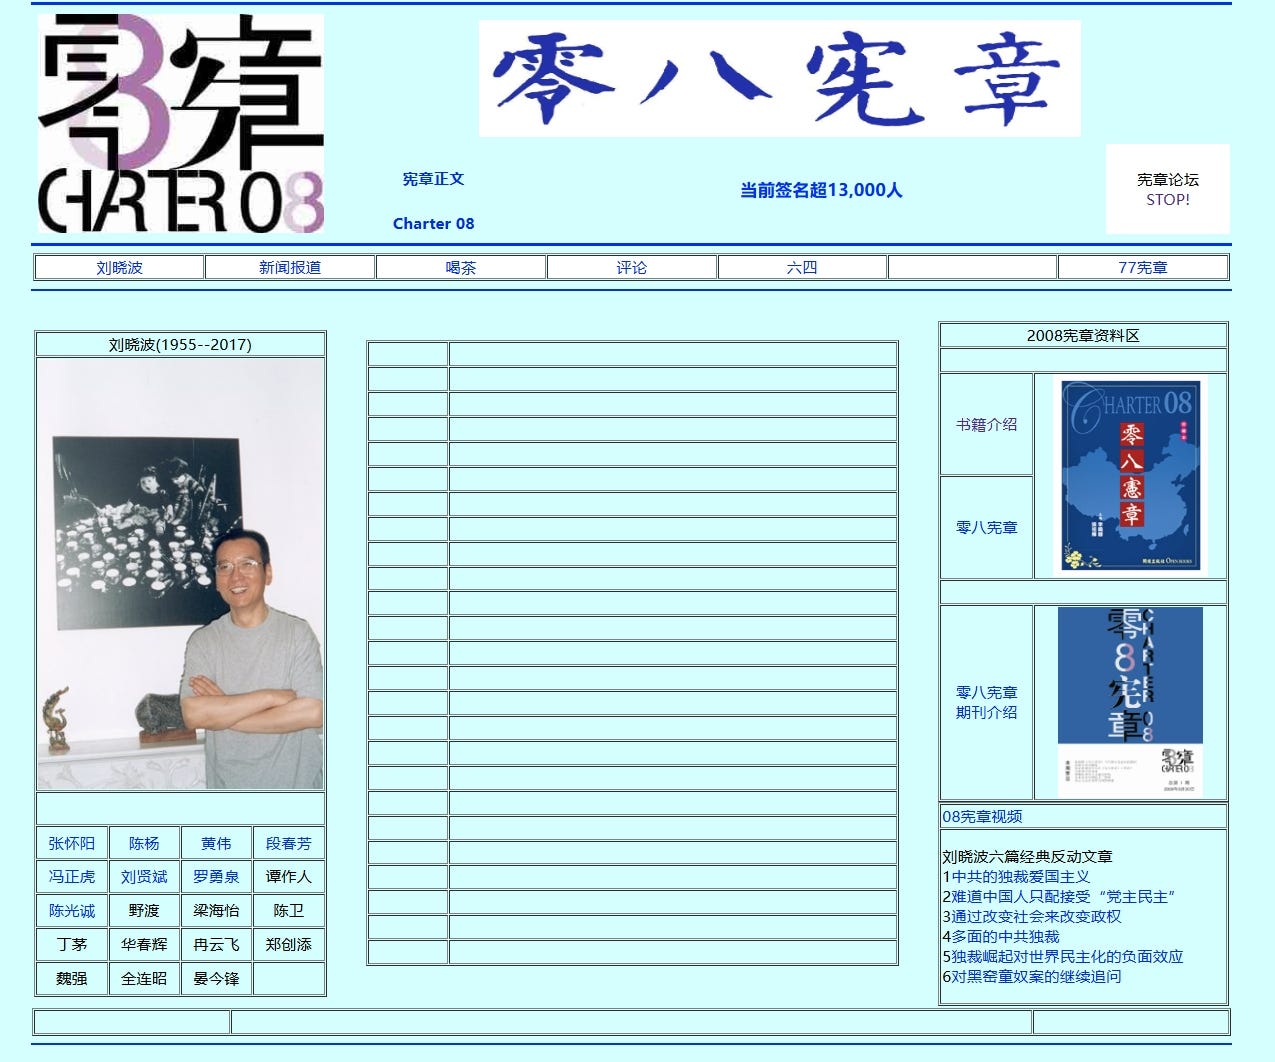 零8宪章
CHARTER 08
零八宪章
宪章正文
Charter 08
当前签名超13,000人
宪章论坛
STOP!
刘晓波 新闻报道 喝茶 评论 六四 77宪章
刘晓波(1955--2017)
张怀阳 陈杨 黄伟 段春芳
冯正虎 刘贤斌 罗勇泉 谭作人
陈光诚 野渡 梁海怡 陈卫
丁茅 华春辉 冉云飞 郑创添
魏强 全连昭 晏今锋
2008宪章资料区
书籍介绍
CHARTER 08
零八憲章
OPEN BOOKS
零八宪章
零八宪章
期刊介绍
零8宪章
CHARTER 08
零8宪章
CHARTER 08
08宪章视频
刘晓波六篇经典反动文章
1中共的独裁爱国主义
2难道中国人只配接受“党主民主”
3通过改变社会来改变政权
4多面的中共独裁
5独裁崛起对世界民主化的负面效应
6对黑窑童奴案的继续追问